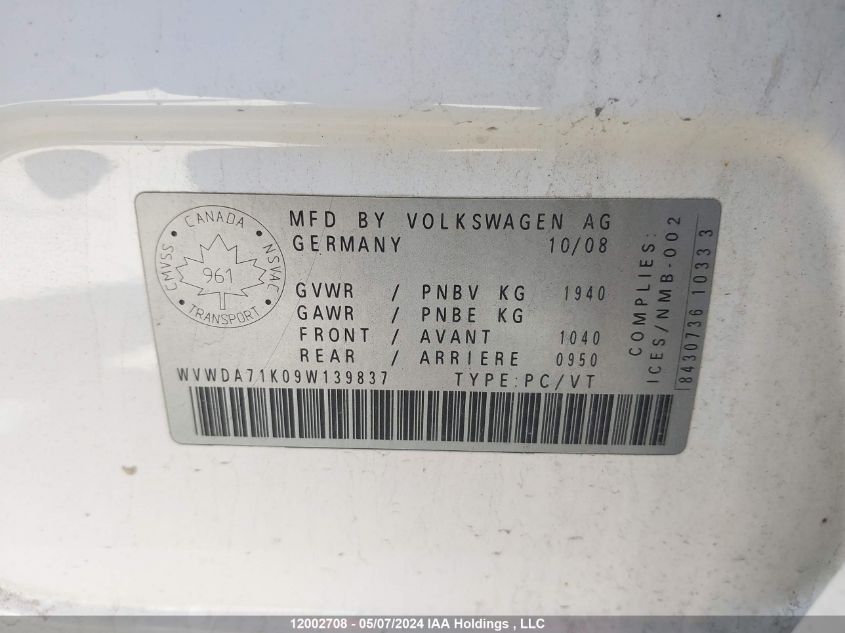 CANADA
CMVSS
NSVAC
961
TRANSPORT
MFD BY VOLKSWAGEN AG
GERMANY 10/08
GVWR / PNBV KG 1940
GAWR / PNBE KG
FRONT / AVANT 1040
REAR / ARRIERE 0950
WVWDA71K09W139837 TYPE:PC/VT
COMPLIES:
ICES/NMB-002
8430736 1033 3
12002708 - 05/07/2024 IAA Holdings , LLC